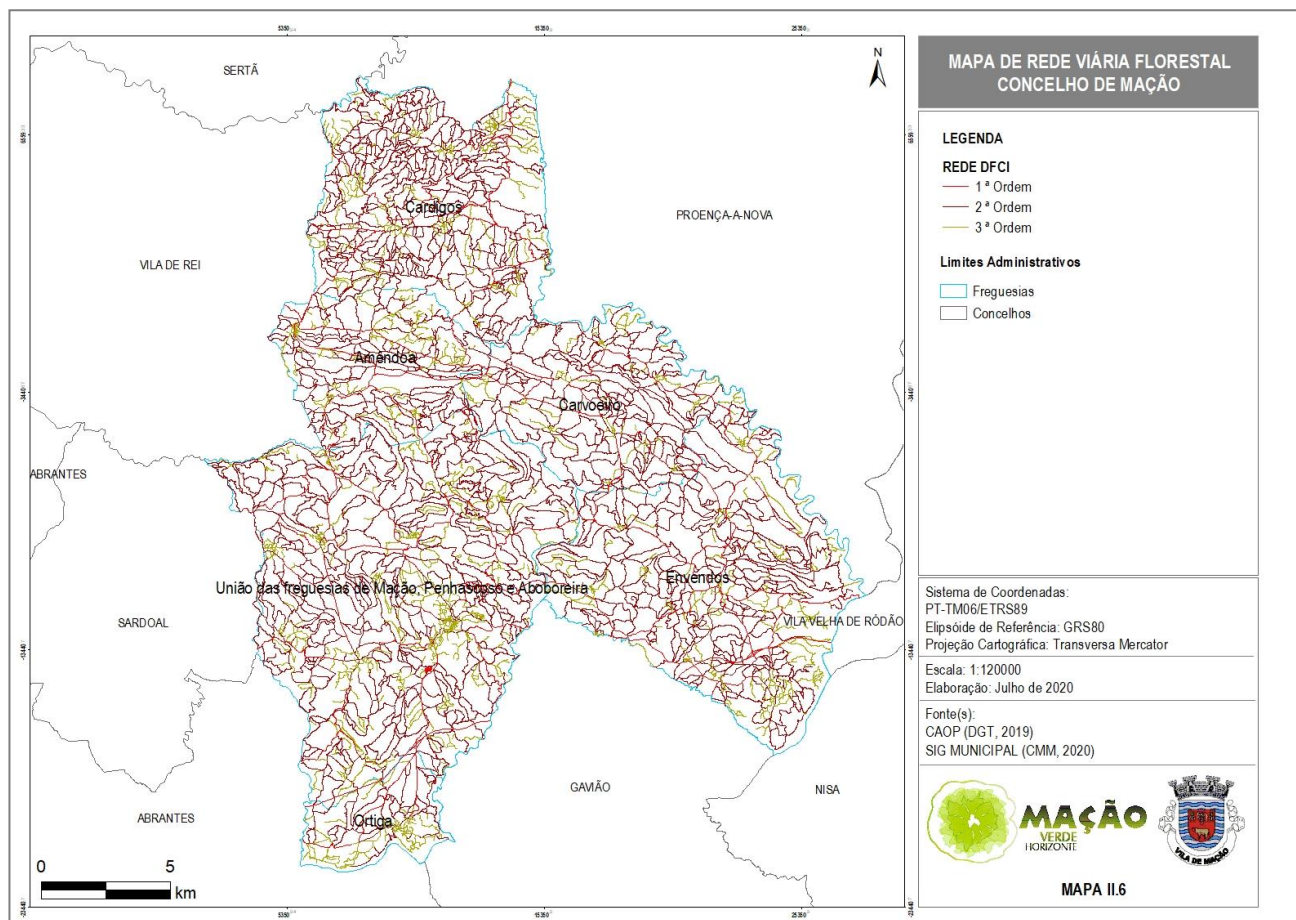 MAPA DE REDE VIÁRIA FLORESTAL
CONCELHO DE MAÇÃO
LEGENDA
REDE DFCI
1 ª Ordem
2 ª Ordem
3 ª Ordem
Limites Administrativos
Freguesias
Concelhos
Sistema de Coordenadas:
PT-TM06/ETRS89
Elipsóide de Referência: GRS80
Projeção Cartográfica: Transversa Mercator
Escala: 1:120000
Elaboração: Julho de 2020
Fonte(s):
CAOP (DGT, 2019)
SIG MUNICIPAL (CMM, 2020)
MAÇÃO
VERDE
HORIZONTE
VILA DE MAÇÃO
MAPA II.6
N
SERTÃ
PROENÇA-A-NOVA
VILA DE REI
Cardigos
Amêndoa
Carvoeiro
ABRANTES
Envendos
União das freguesias de Mação, Penhascoso e Aboboreira
SARDOAL
VILA VELHA DE RÓDÃO
GAVIÃO
NISA
ABRANTES
Ortiga
0 5
km